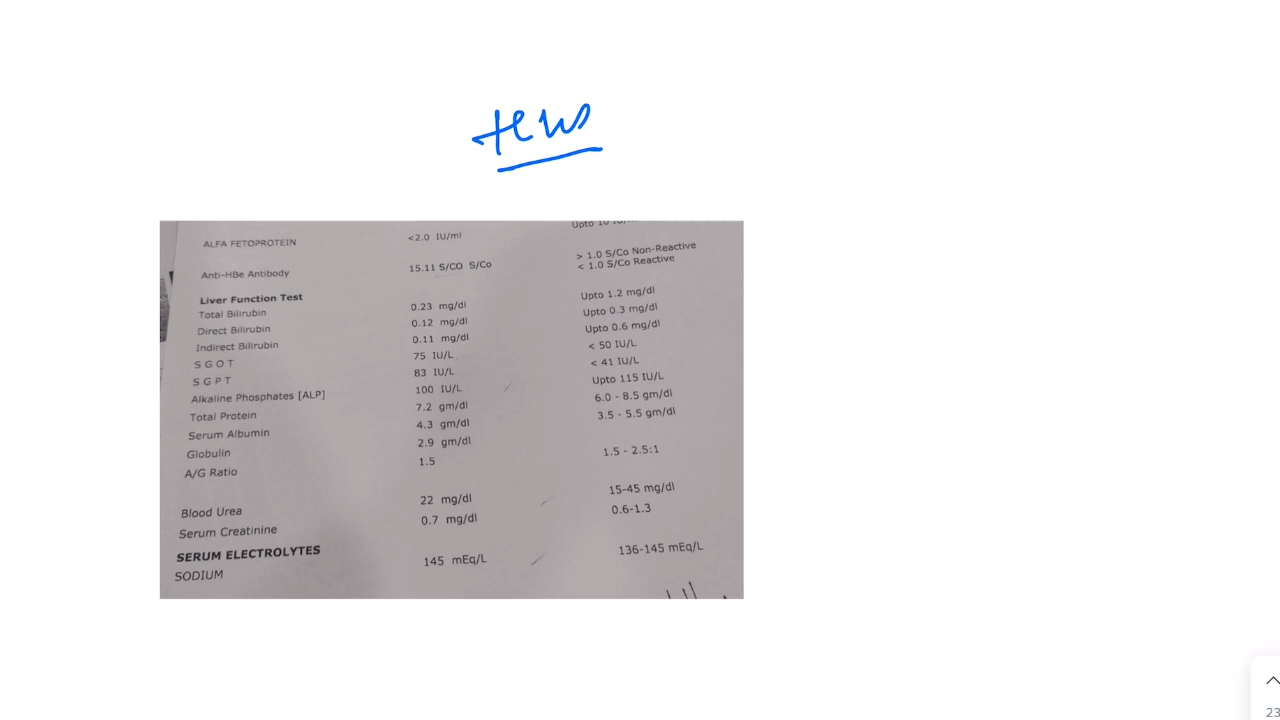 Upto 10 IU/
ALFA FETOPROTEIN <2.0 IU/ml
Anti-HBe Antibody 15.11 S/CO S/Co > 1.0 S/Co Non-Reactive
< 1.0 S/Co Reactive
Liver Function Test
Total Bilirubin 0.23 mg/dl Upto 1.2 mg/dl
Direct Bilirubin 0.12 mg/dl Upto 0.3 mg/dl
Indirect Bilirubin 0.11 mg/dl Upto 0.6 mg/dl
S G O T 75 IU/L < 50 IU/L
S G P T 83 IU/L < 41 IU/L
Alkaline Phosphates [ALP] 100 IU/L Upto 115 IU/L
Total Protein 7.2 gm/dl 6.0 - 8.5 gm/dl
Serum Albumin 4.3 gm/dl 3.5 - 5.5 gm/dl
Globulin 2.9 gm/dl
A/G Ratio 1.5 1.5 - 2.5:1
Blood Urea 22 mg/dl 15-45 mg/dl
Serum Creatinine 0.7 mg/dl 0.6-1.3
SERUM ELECTROLYTES
SODIUM 145 mEq/L 136-145 mEq/L
23